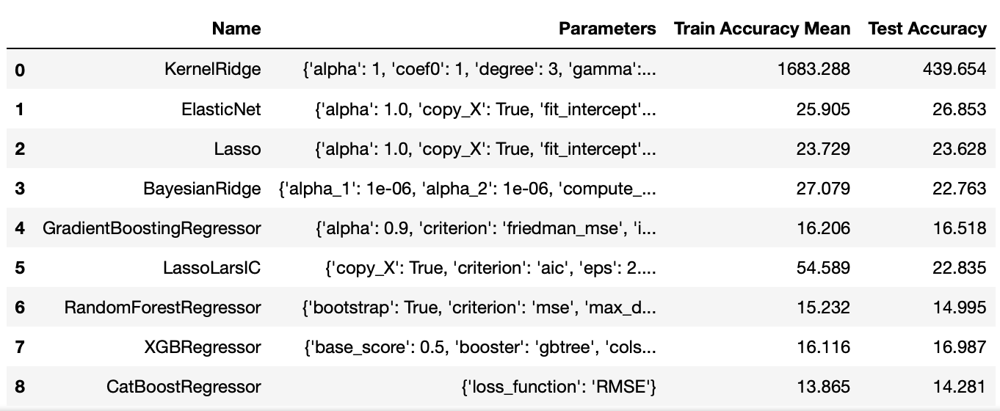 Name Parameters Train Accuracy Mean Test Accuracy
0 KernelRidge {'alpha': 1, 'coef0': 1, 'degree': 3, 'gamma':... 1683.288 439.654
1 ElasticNet {'alpha': 1.0, 'copy_X': True, 'fit_intercept'... 25.905 26.853
2 Lasso {'alpha': 1.0, 'copy_X': True, 'fit_intercept'... 23.729 23.628
3 BayesianRidge {'alpha_1': 1e-06, 'alpha_2': 1e-06, 'compute_... 27.079 22.763
4 GradientBoostingRegressor {'alpha': 0.9, 'criterion': 'friedman_mse', 'i... 16.206 16.518
5 LassoLarsIC {'copy_X': True, 'criterion': 'aic', 'eps': 2.... 54.589 22.835
6 RandomForestRegressor {'bootstrap': True, 'criterion': 'mse', 'max_d... 15.232 14.995
7 XGBRegressor {'base_score': 0.5, 'booster': 'gbtree', 'cols... 16.116 16.987
8 CatBoostRegressor {'loss_function': 'RMSE'} 13.865 14.281